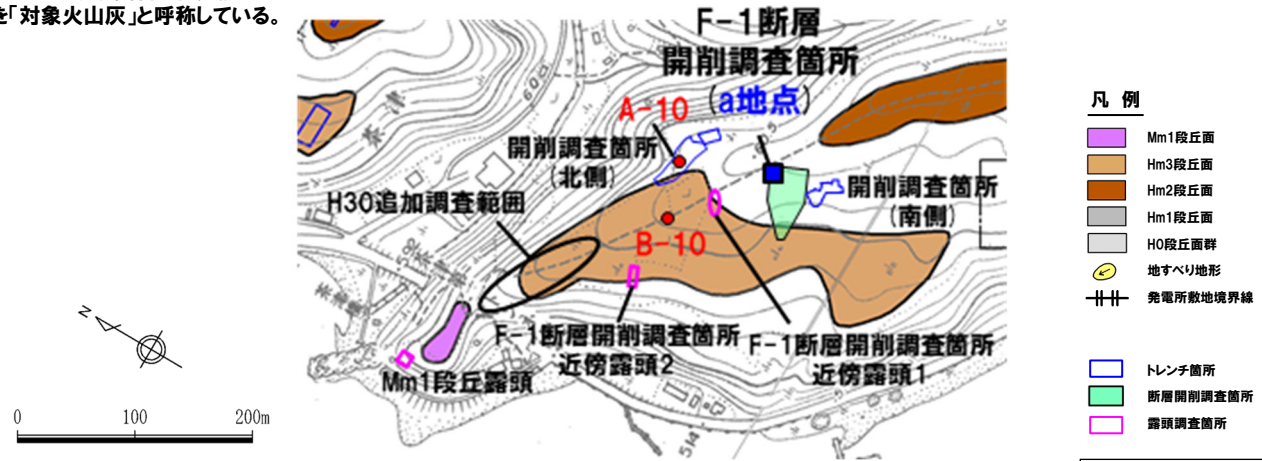 を「対象火山灰」と呼称している。
F-1断層
開削調査箇所
(a地点)
A-10
開削調査箇所
(北側)
開削調査箇所
(南側)
H30追加調査範囲
B-10
F-1断層開削調査箇所
近傍露頭2
F-1断層開削調査箇所
近傍露頭1
Mm1段丘露頭
60
50
514
N
0 100 200m
凡 例
Mm1段丘面
Hm3段丘面
Hm2段丘面
Hm1段丘面
H0段丘面群
地すべり地形
発電所敷地境界線
トレンチ箇所
断層開削調査箇所
露頭調査箇所